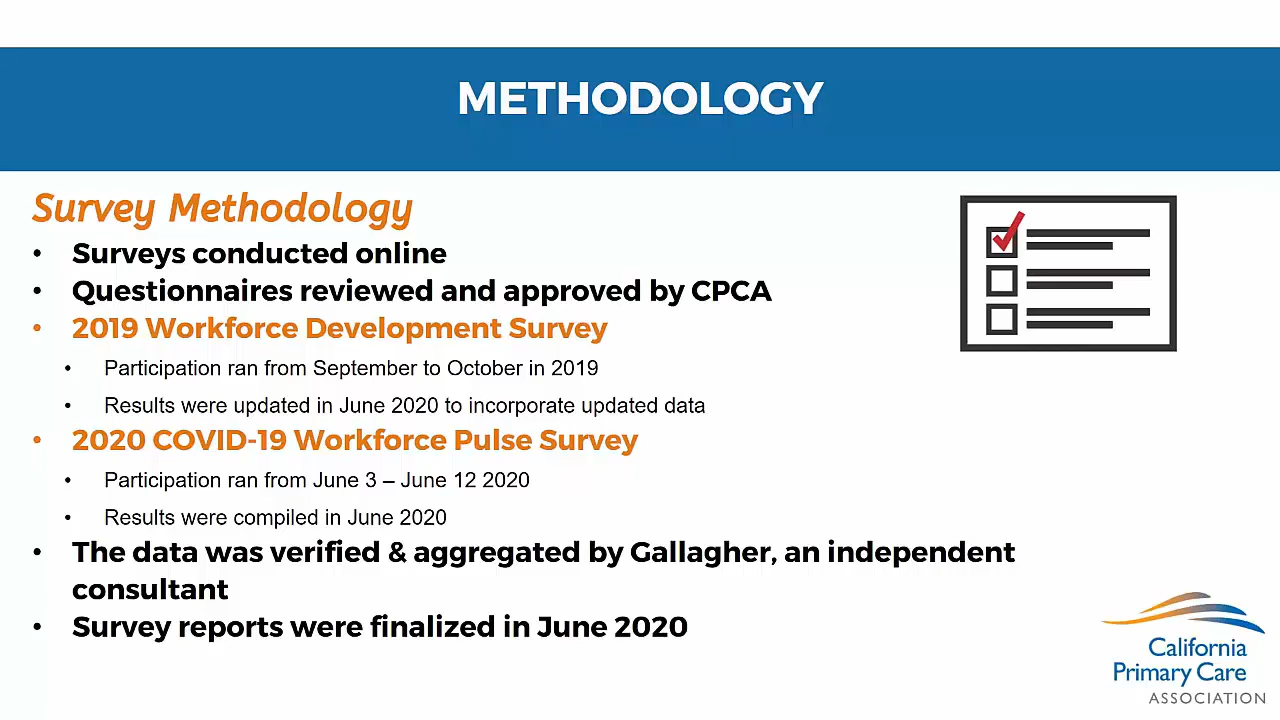 METHODOLOGY
Survey Methodology
• Surveys conducted online
• Questionnaires reviewed and approved by CPCA
• 2019 Workforce Development Survey
• Participation ran from September to October in 2019
• Results were updated in June 2020 to incorporate updated data
• 2020 COVID-19 Workforce Pulse Survey
• Participation ran from June 3 – June 12 2020
• Results were compiled in June 2020
• The data was verified & aggregated by Gallagher, an independent
consultant
• Survey reports were finalized in June 2020
California
Primary Care
ASSOCIATION